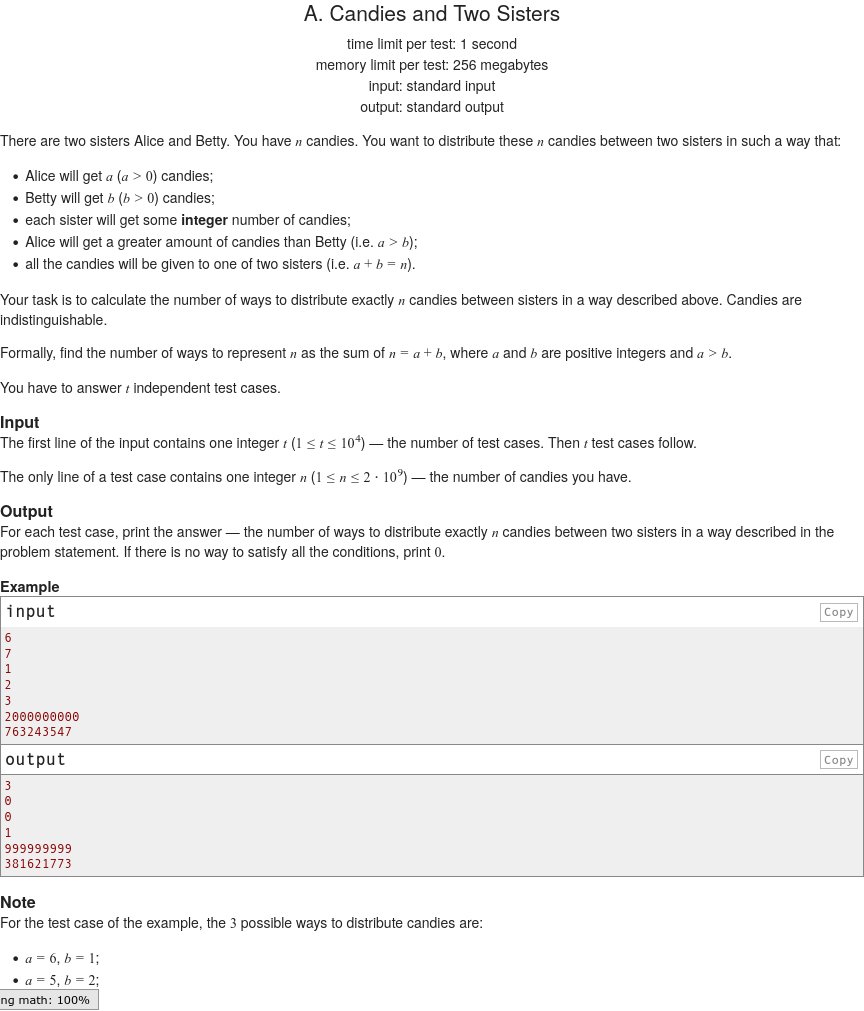 A. Candies and Two Sisters
time limit per test: 1 second
memory limit per test: 256 megabytes
input: standard input
output: standard output
There are two sisters Alice and Betty. You have n candies. You want to distribute these n candies between two sisters in such a way that:
• Alice will get a (a > 0) candies;
• Betty will get b (b > 0) candies;
• each sister will get some integer number of candies;
• Alice will get a greater amount of candies than Betty (i.e. a > b);
• all the candies will be given to one of two sisters (i.e. a + b = n).
Your task is to calculate the number of ways to distribute exactly n candies between sisters in a way described above. Candies are
indistinguishable.
Formally, find the number of ways to represent n as the sum of n = a + b, where a and b are positive integers and a > b.
You have to answer t independent test cases.
Input
The first line of the input contains one integer t (1 ≤ t ≤ 10⁴) — the number of test cases. Then t test cases follow.
The only line of a test case contains one integer n (1 ≤ n ≤ 2 · 10⁹) — the number of candies you have.
Output
For each test case, print the answer — the number of ways to distribute exactly n candies between two sisters in a way described in the
problem statement. If there is no way to satisfy all the conditions, print 0.
Example
input Copy
6
7
1
2
3
2000000000
763243547
output Copy
3
0
0
1
999999999
381621773
Note
For the test case of the example, the 3 possible ways to distribute candies are:
• a = 6, b = 1;
• a = 5, b = 2;
ng math: 100%